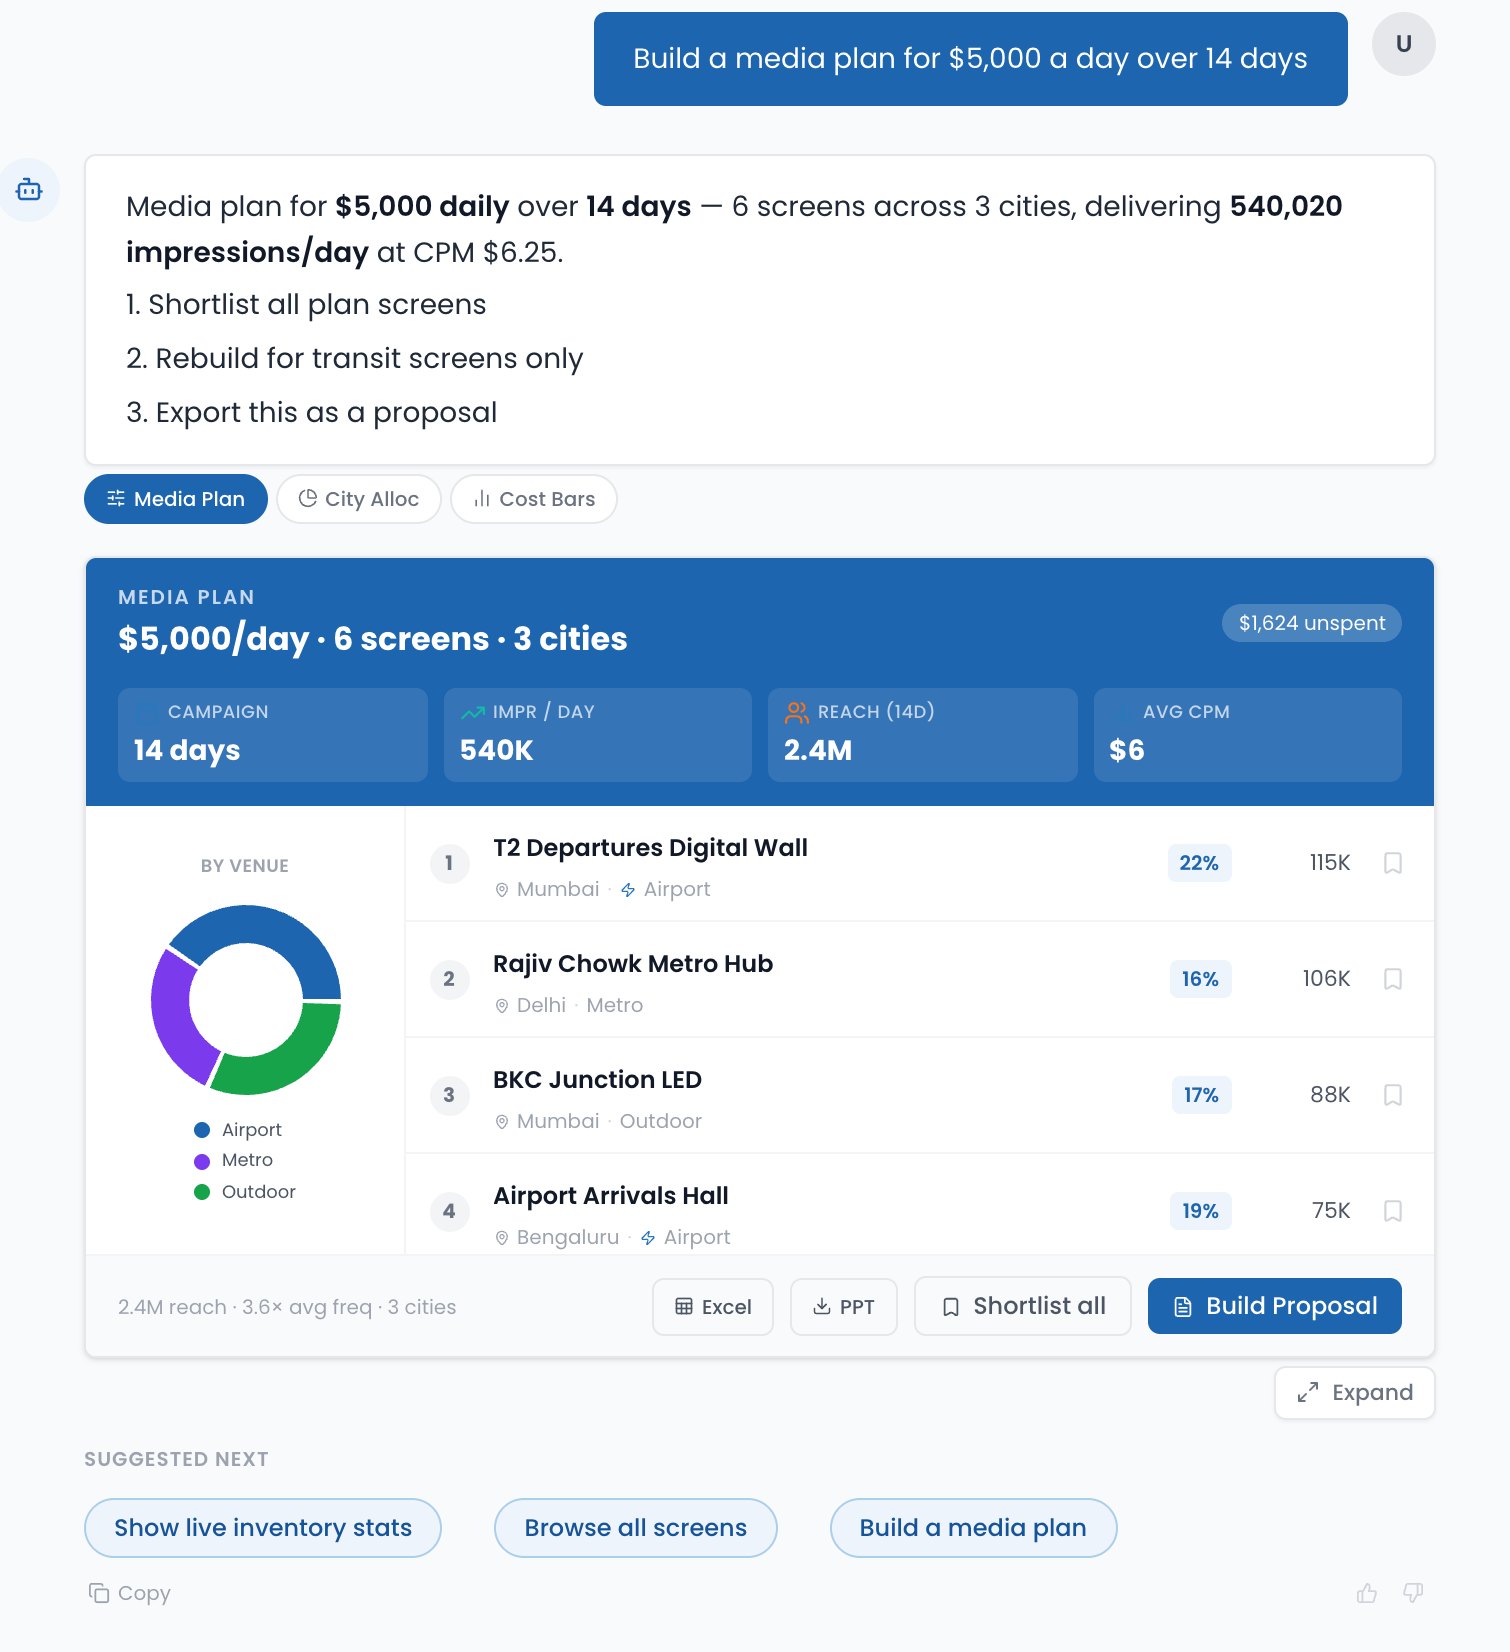 Build a media plan for $5,000 a day over 14 days
U
Media plan for $5,000 daily over 14 days — 6 screens across 3 cities, delivering 540,020
impressions/day at CPM $6.25.
1. Shortlist all plan screens
2. Rebuild for transit screens only
3. Export this as a proposal
Media Plan
City Alloc
Cost Bars
MEDIA PLAN
$5,000/day · 6 screens · 3 cities
$1,624 unspent
CAMPAIGN
14 days
IMPR / DAY
540K
REACH (14D)
2.4M
AVG CPM
$6
BY VENUE
Airport
Metro
Outdoor
1
T2 Departures Digital Wall
Mumbai · Airport
22%
115K
2
Rajiv Chowk Metro Hub
Delhi · Metro
16%
106K
3
BKC Junction LED
Mumbai · Outdoor
17%
88K
4
Airport Arrivals Hall
Bengaluru · Airport
19%
75K
2.4M reach · 3.6× avg freq · 3 cities
Excel
PPT
Shortlist all
Build Proposal
Expand
SUGGESTED NEXT
Show live inventory stats
Browse all screens
Build a media plan
Copy